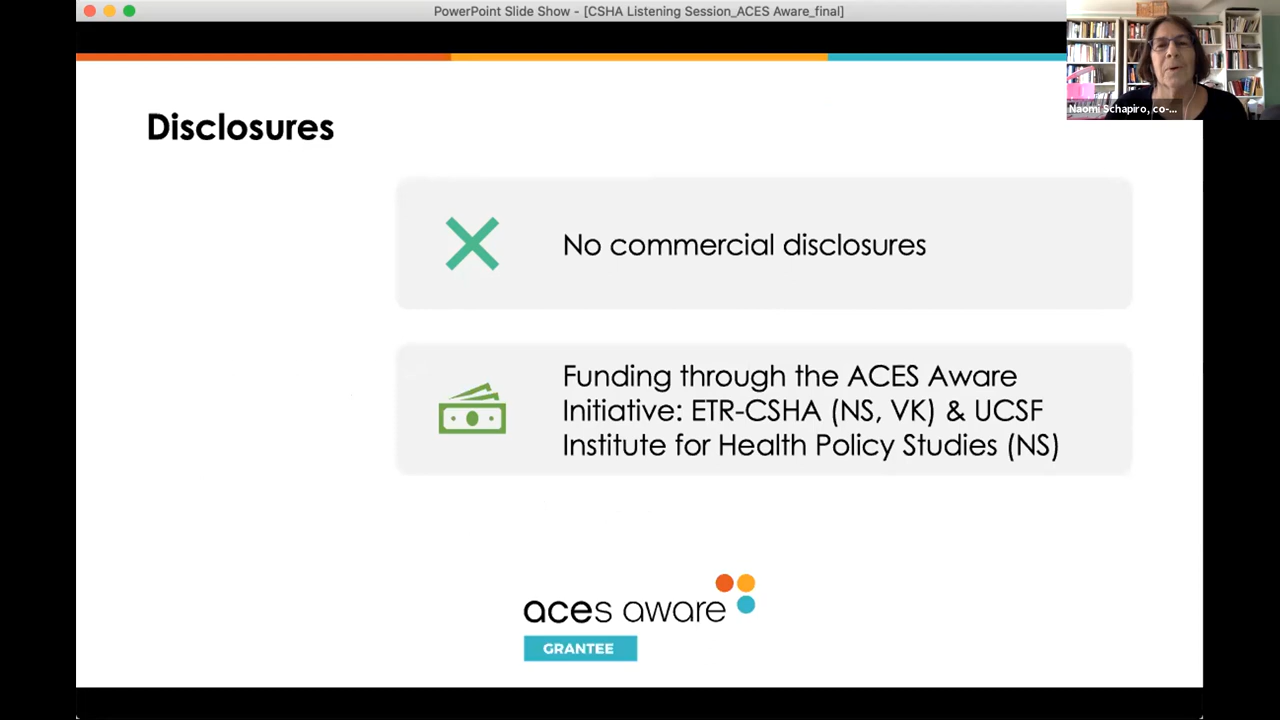 PowerPoint Slide Show - [CSHA Listening Session_ACES Aware_final]
Naomi Schapiro, co-...
Disclosures
No commercial disclosures
Funding through the ACES Aware
Initiative: ETR-CSHA (NS, VK) & UCSF
Institute for Health Policy Studies (NS)
aces aware
GRANTEE